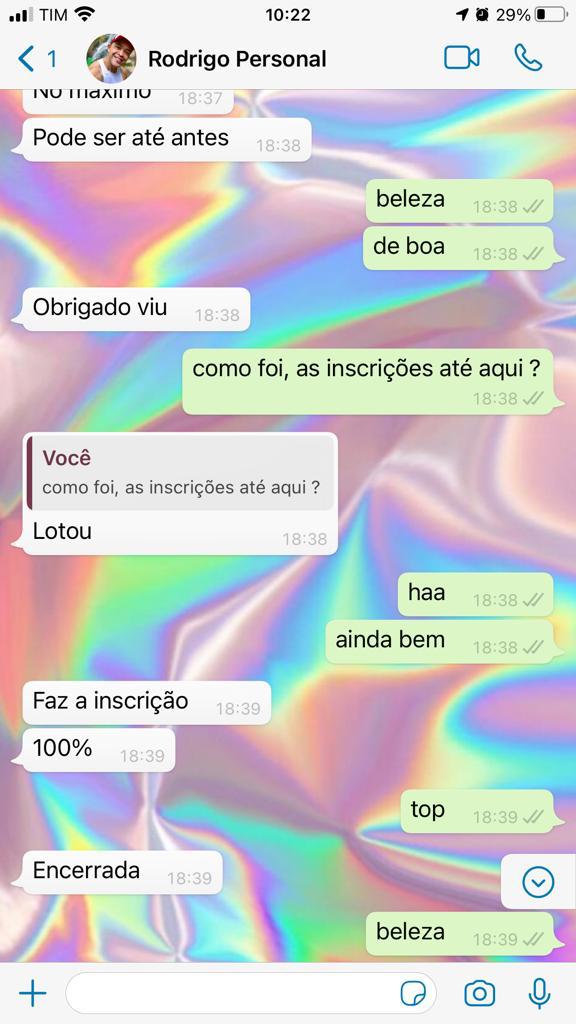 TIM
10:22
29%
1
Rodrigo Personal
No máximo 18:37
Pode ser até antes 18:38
beleza 18:38
de boa 18:38
Obrigado viu 18:38
como foi, as inscrições até aqui ?
18:38
Você
como foi, as inscrições até aqui ?
Lotou 18:38
haa 18:38
ainda bem 18:38
Faz a inscrição 18:39
100% 18:39
top 18:39
Encerrada 18:39
beleza 18:39